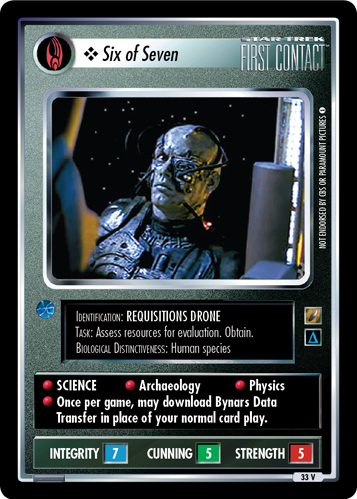 ❖ Six of Seven
STAR TREK
FIRST CONTACT
NOT ENDORSED BY CBS OR PARAMOUNT PICTURES
IDENTIFICATION: REQUISITIONS DRONE
TASK: Assess resources for evaluation. Obtain.
BIOLOGICAL DISTINCTIVENESS: Human species
• SCIENCE • Archaeology • Physics
• Once per game, may download Bynars Data
Transfer in place of your normal card play.
INTEGRITY 7 CUNNING 5 STRENGTH 5
33 V